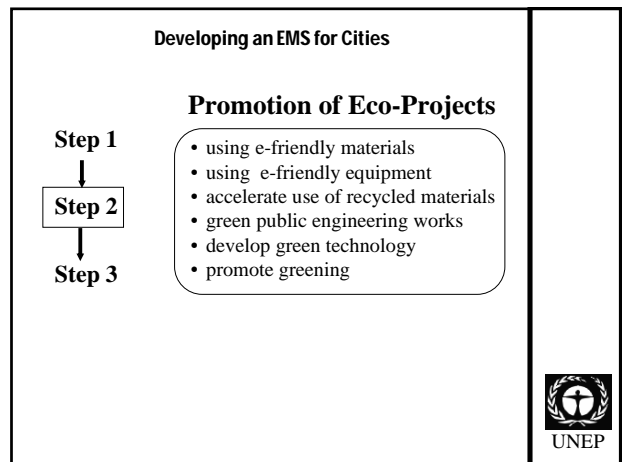 Developing an EMS for Cities
Promotion of Eco-Projects
Step 1
Step 2
Step 3
• using e-friendly materials
• using e-friendly equipment
• accelerate use of recycled materials
• green public engineering works
• develop green technology
• promote greening
UNEP